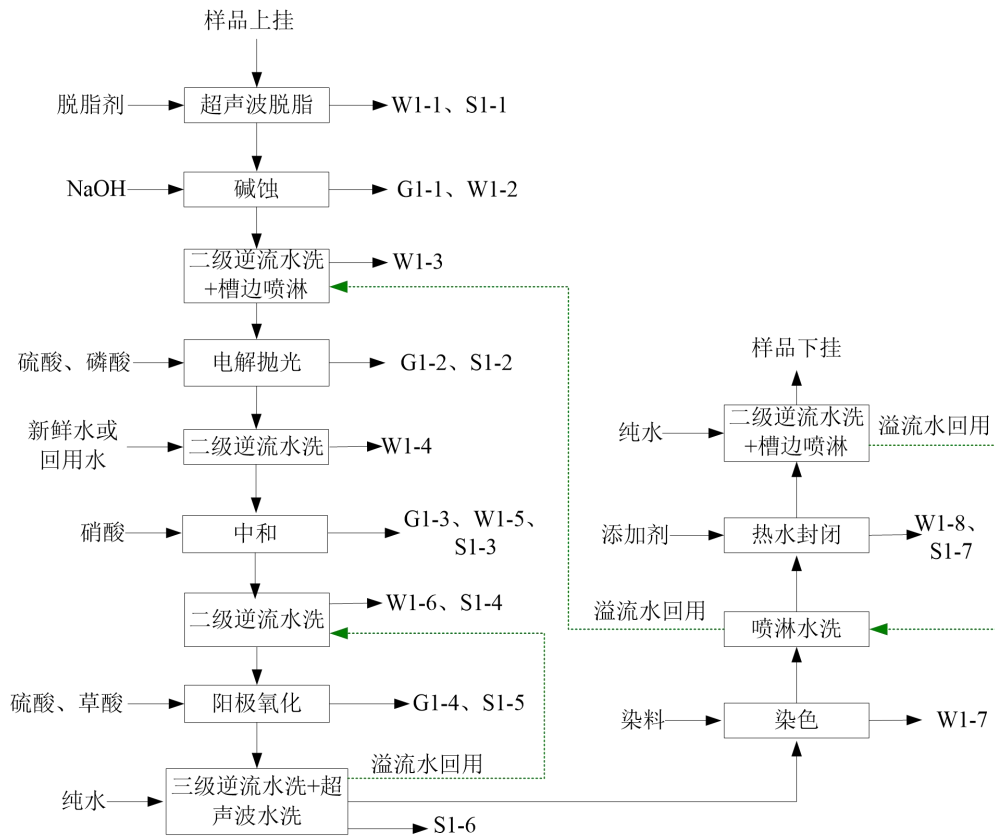 样品上挂
脱脂剂
超声波脱脂
W1-1、S1-1
NaOH
碱蚀
G1-1、W1-2
二级逆流水洗
+槽边喷淋
W1-3
硫酸、磷酸
电解抛光
G1-2、S1-2
新鲜水或
回用水
二级逆流水洗
W1-4
硝酸
中和
G1-3、W1-5、
S1-3
二级逆流水洗
W1-6、S1-4
硫酸、草酸
阳极氧化
G1-4、S1-5
纯水
三级逆流水洗+超
声波水洗
溢流水回用
S1-6
样品下挂
纯水
二级逆流水洗
+槽边喷淋
溢流水回用
添加剂
热水封闭
W1-8、
S1-7
溢流水回用
喷淋水洗
染料
染色
W1-7